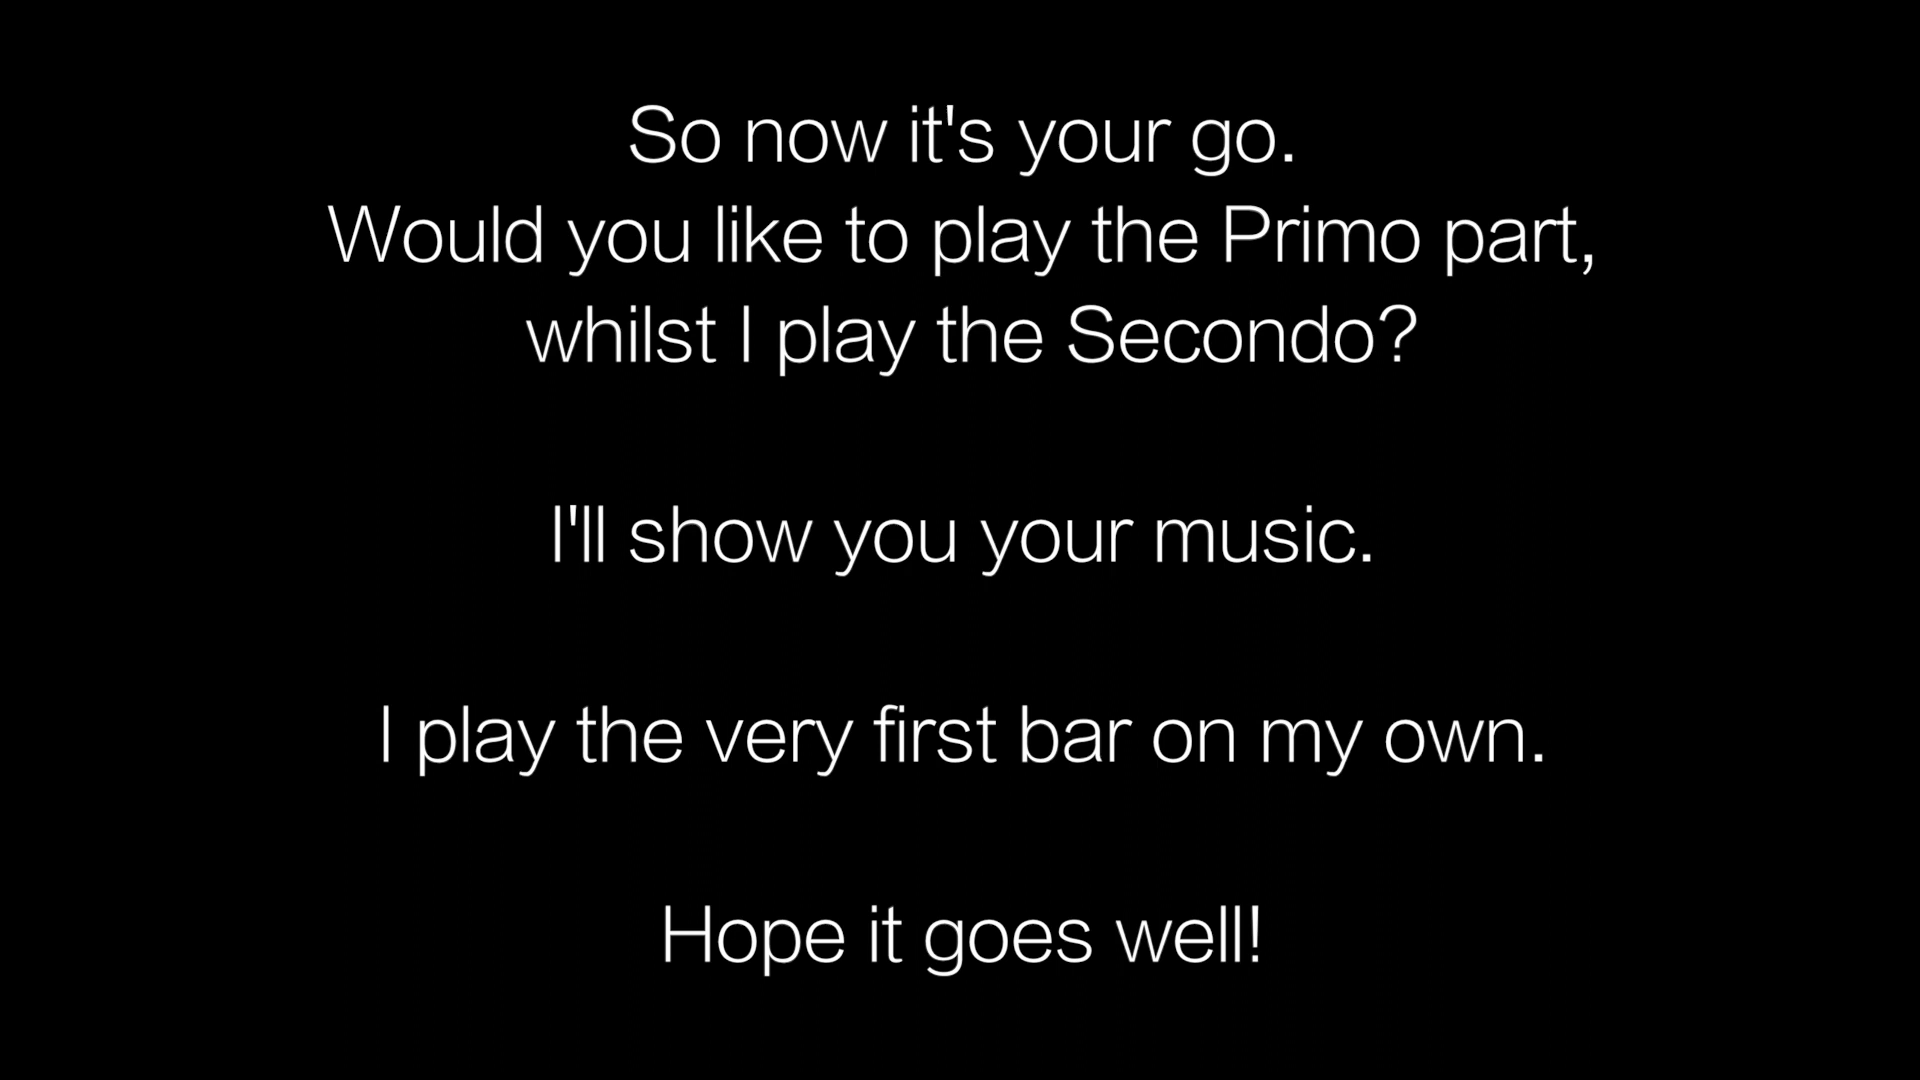 So now it's your go.
Would you like to play the Primo part,
whilst I play the Secondo?
I'll show you your music.
I play the very first bar on my own.
Hope it goes well!